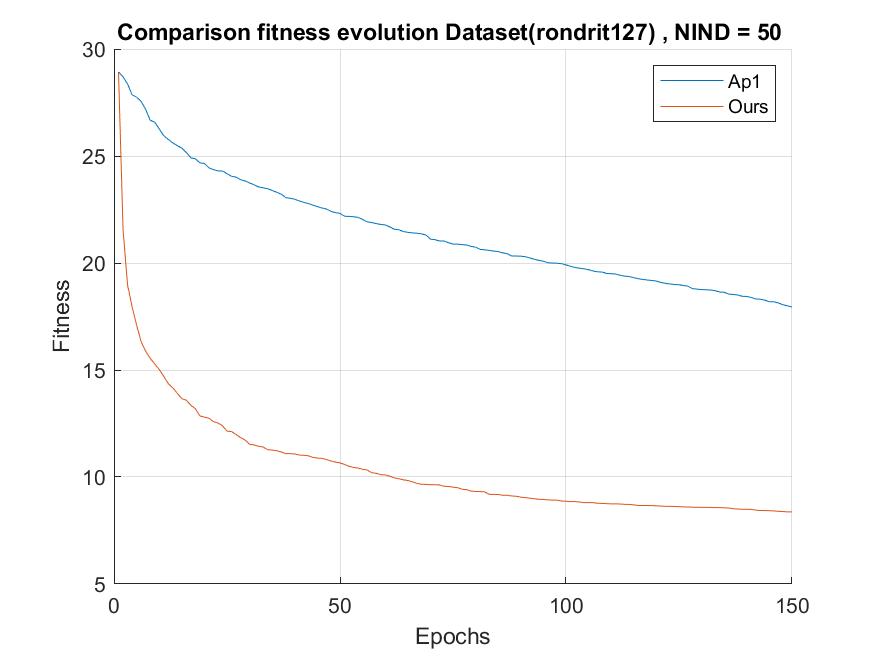 Comparison fitness evolution Dataset(rondrit127) , NIND = 50
30
25
20
15
10
5
Fitness
Ap1
Ours
0
50
100
150
Epochs